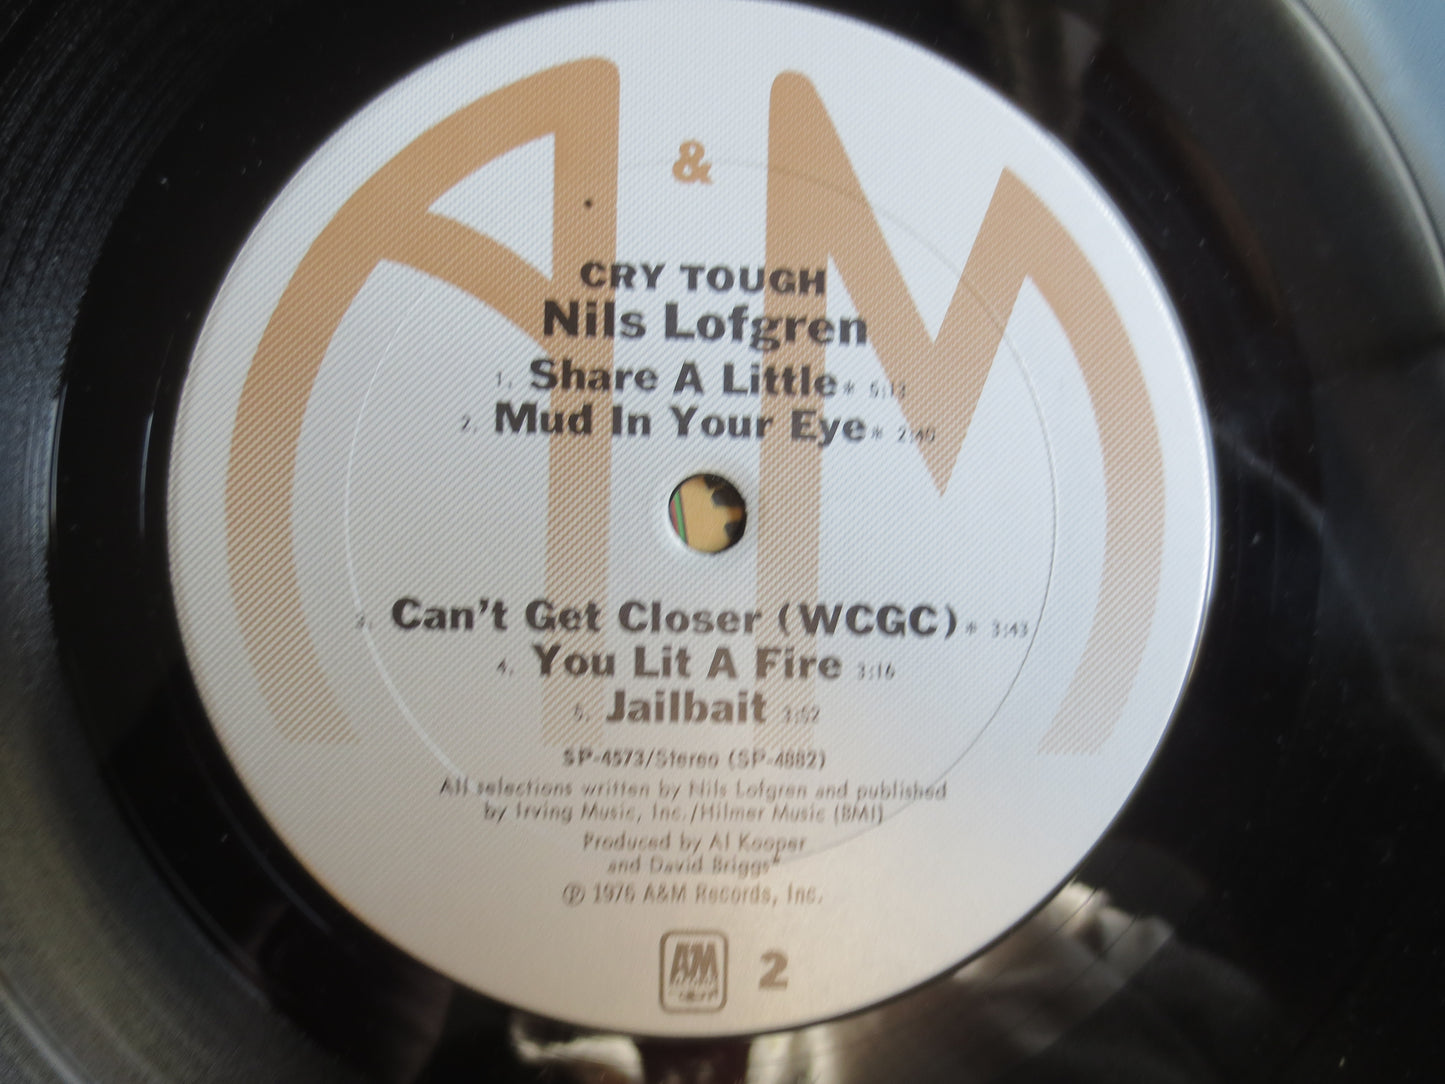 A & M
CRY TOUGH
Nils Lofgren
1. Share A Little* 5:13
2. Mud In Your Eye* 2:40
3. Can't Get Closer (WCGC)* 3:43
4. You Lit A Fire 3:16
5. Jailbait 3:52
SP-4573/Stereo (SP-4882)
All selections written by Nils Lofgren and published
by Irving Music, Inc./Hilmer Music (BMI)
Produced by Al Kooper
and David Briggs*
℗ 1976 A&M Records, Inc.
A&M
2